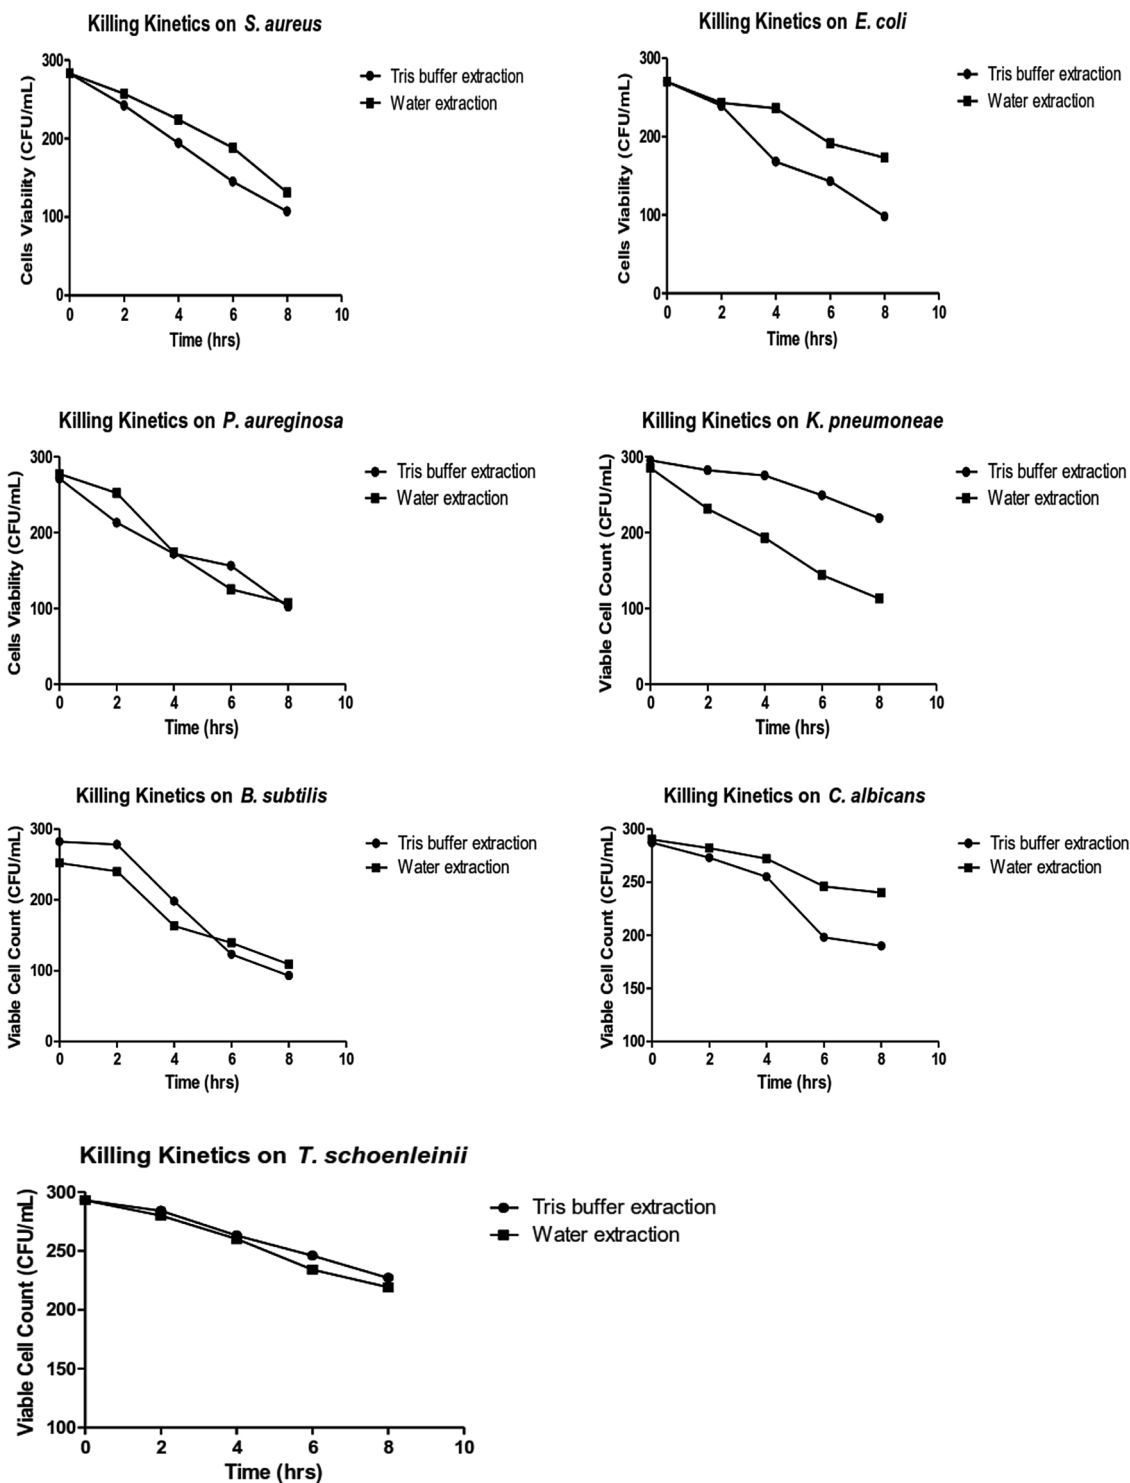 Killing Kinetics on S. aureus
300
200
100
0
0 2 4 6 8 10
Cells Viability (CFU/mL)
Time (hrs)
Tris buffer extraction
Water extraction
Killing Kinetics on E. coli
300
200
100
0
0 2 4 6 8 10
Cells Viability (CFU/mL)
Time (hrs)
Tris buffer extraction
Water extraction
Killing Kinetics on P. aureginosa
300
200
100
0
0 2 4 6 8 10
Cells Viability (CFU/mL)
Time (hrs)
Tris buffer extraction
Water extraction
Killing Kinetics on K. pneumoneae
300
200
100
0
0 2 4 6 8 10
Viable Cell Count (CFU/mL)
Time (hrs)
Tris buffer extraction
Water extraction
Killing Kinetics on B. subtilis
300
200
100
0
0 2 4 6 8 10
Viable Cell Count (CFU/mL)
Time (hrs)
Tris buffer extraction
Water extraction
Killing Kinetics on C. albicans
300
250
200
150
100
0 2 4 6 8 10
Viable Cell Count (CFU/mL)
Time (hrs)
Tris buffer extraction
Water extraction
Killing Kinetics on T. schoenleinii
300
250
200
150
100
0 2 4 6 8 10
Viable Cell Count (CFU/mL)
Time (hrs)
Tris buffer extraction
Water extraction